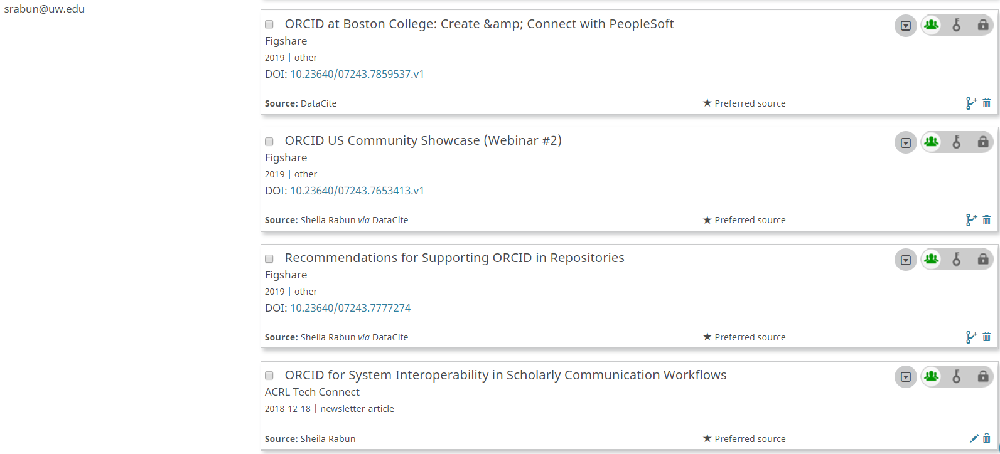 srabun@uw.edu
ORCID at Boston College: Create &amp; Connect with PeopleSoft
Figshare
2019 | other
DOI: 10.23640/07243.7859537.v1
Source: DataCite ★ Preferred source
ORCID US Community Showcase (Webinar #2)
Figshare
2019 | other
DOI: 10.23640/07243.7653413.v1
Source: Sheila Rabun via DataCite ★ Preferred source
Recommendations for Supporting ORCID in Repositories
Figshare
2019 | other
DOI: 10.23640/07243.7777274
Source: Sheila Rabun via DataCite ★ Preferred source
ORCID for System Interoperability in Scholarly Communication Workflows
ACRL Tech Connect
2018-12-18 | newsletter-article
Source: Sheila Rabun ★ Preferred source